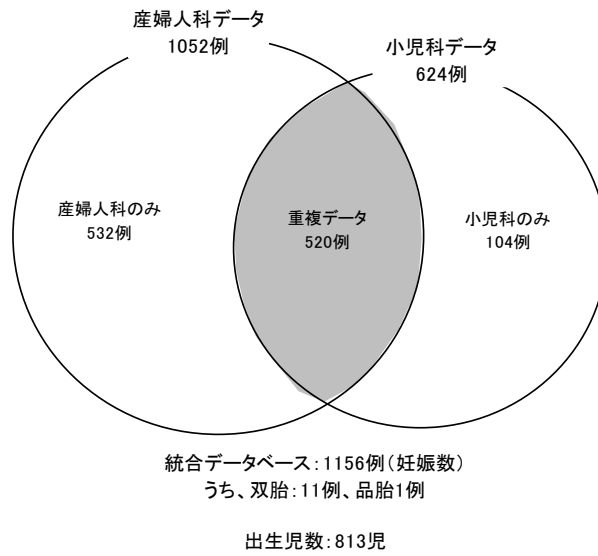 産婦人科データ
1052例
小児科データ
624例
産婦人科のみ
532例
重複データ
520例
小児科のみ
104例
統合データベース:1156例(妊娠数)
うち、双胎:11例、品胎1例
出生児数:813児